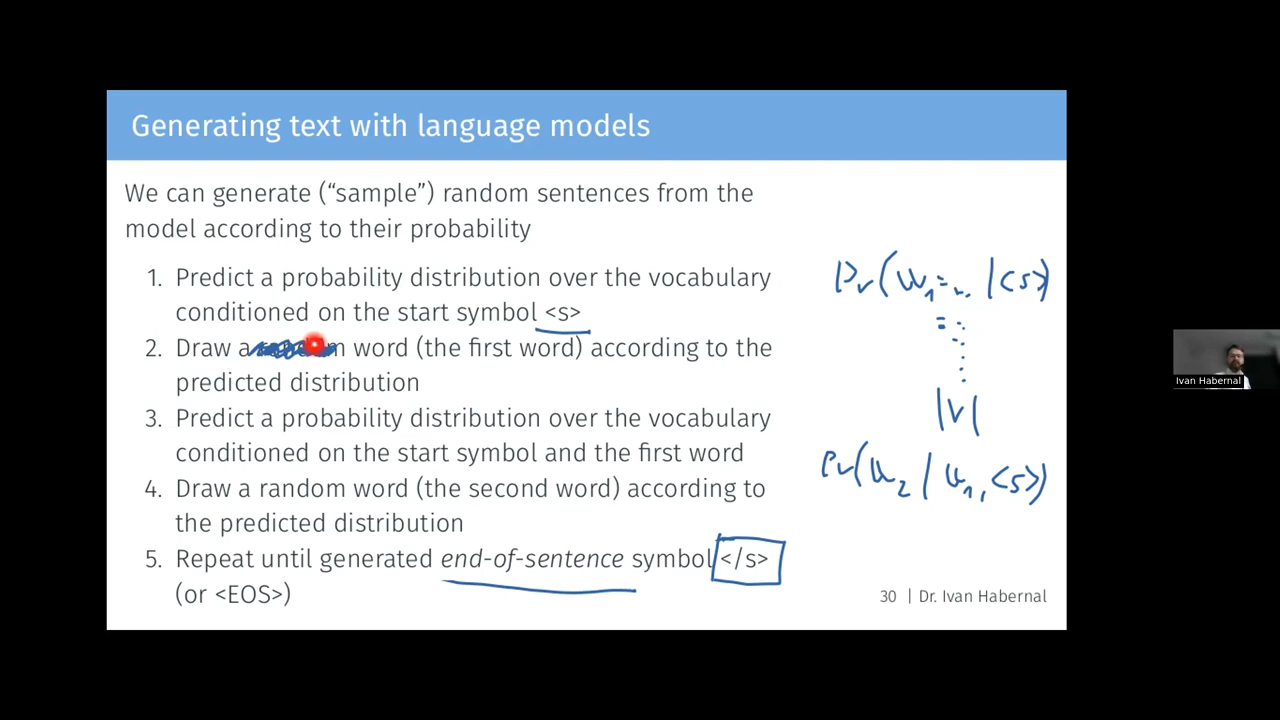 Generating text with language models
We can generate (“sample”) random sentences from the
model according to their probability
1. Predict a probability distribution over the vocabulary
conditioned on the start symbol <s>
2. Draw a random word (the first word) according to the
predicted distribution
3. Predict a probability distribution over the vocabulary
conditioned on the start symbol and the first word
4. Draw a random word (the second word) according to
the predicted distribution
5. Repeat until generated end-of-sentence symbol </s>
(or <EOS>)
Pr(w₁=... |<s>)
= ...
|V|
Pr(w₂ | w₁, <s>)
30 | Dr. Ivan Habernal
Ivan Habernal